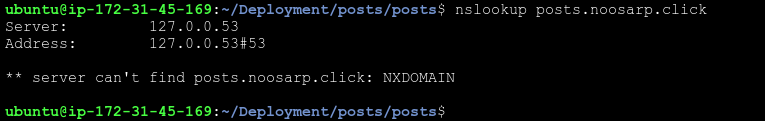 ubuntu@ip-172-31-45-169:~/Deployment/posts/posts$ nslookup posts.noosarp.click
Server:         127.0.0.53
Address:        127.0.0.53#53
** server can't find posts.noosarp.click: NXDOMAIN
ubuntu@ip-172-31-45-169:~/Deployment/posts/posts$